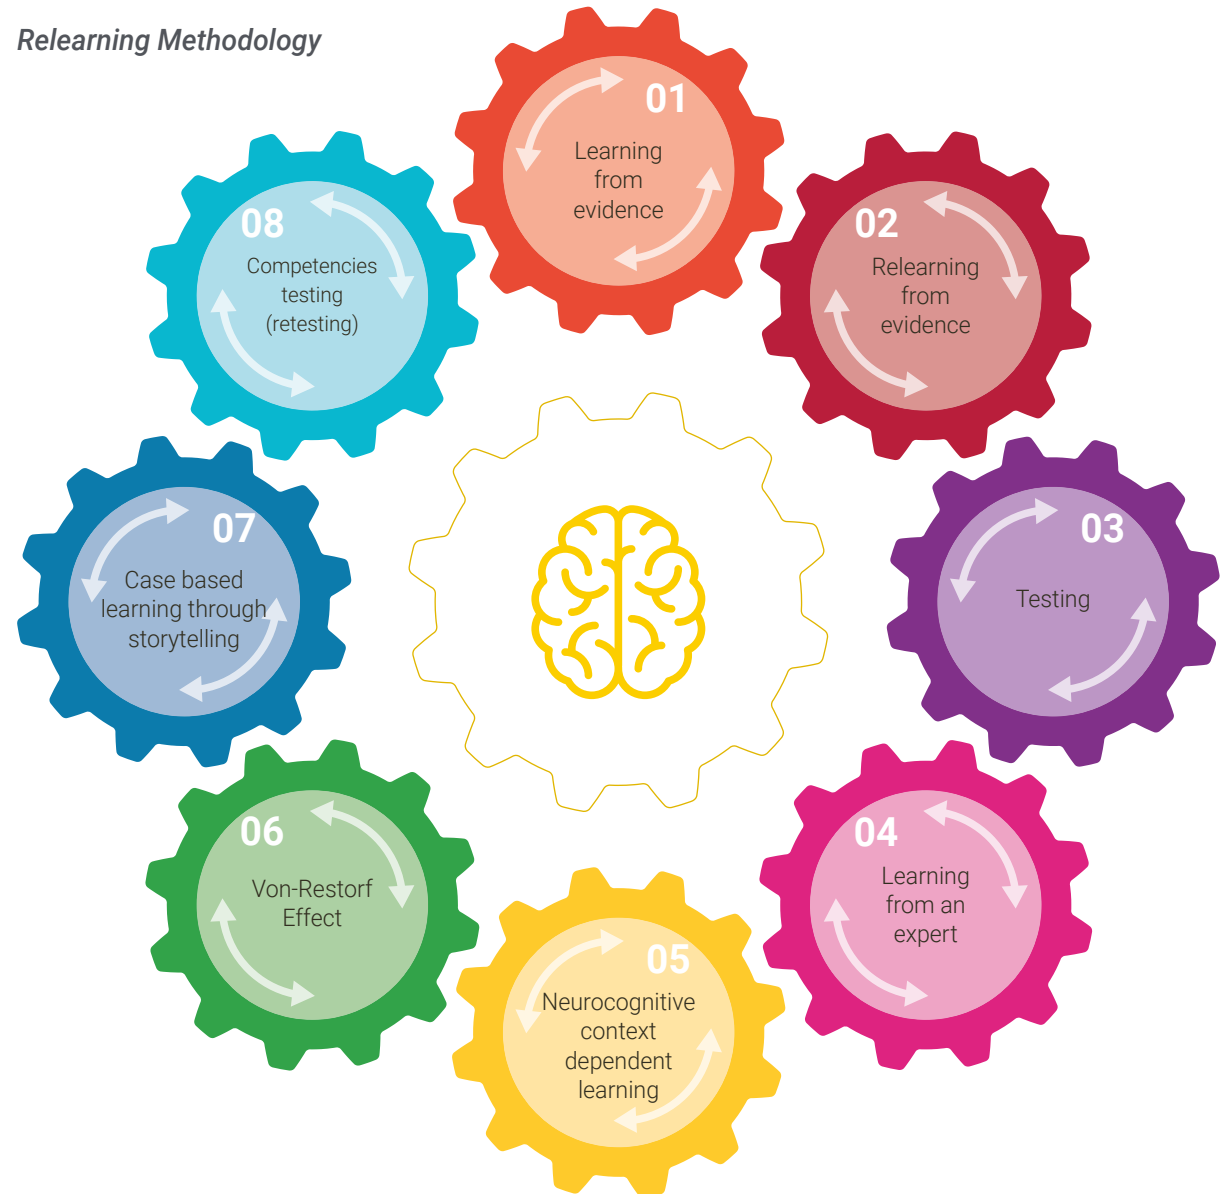 Relearning Methodology
01
Learning
from
evidence
02
Relearning
from
evidence
03
Testing
04
Learning
from an
expert
05
Neurocognitive
context
dependent
learning
06
Von-Restorf
Effect
07
Case based
learning through
storytelling
08
Competencies
testing
(retesting)